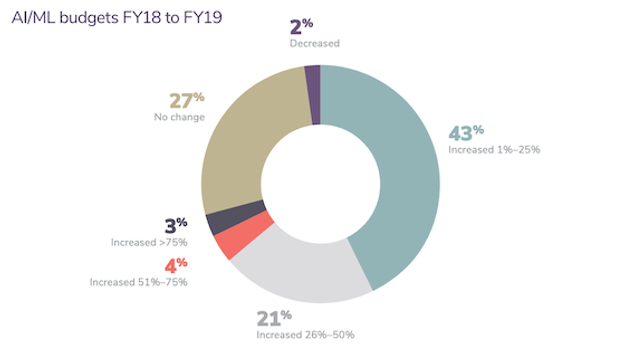 AI/ML budgets FY18 to FY19
2%
Decreased
27%
No change
43%
Increased 1%–25%
3%
Increased >75%
4%
Increased 51%–75%
21%
Increased 26%–50%